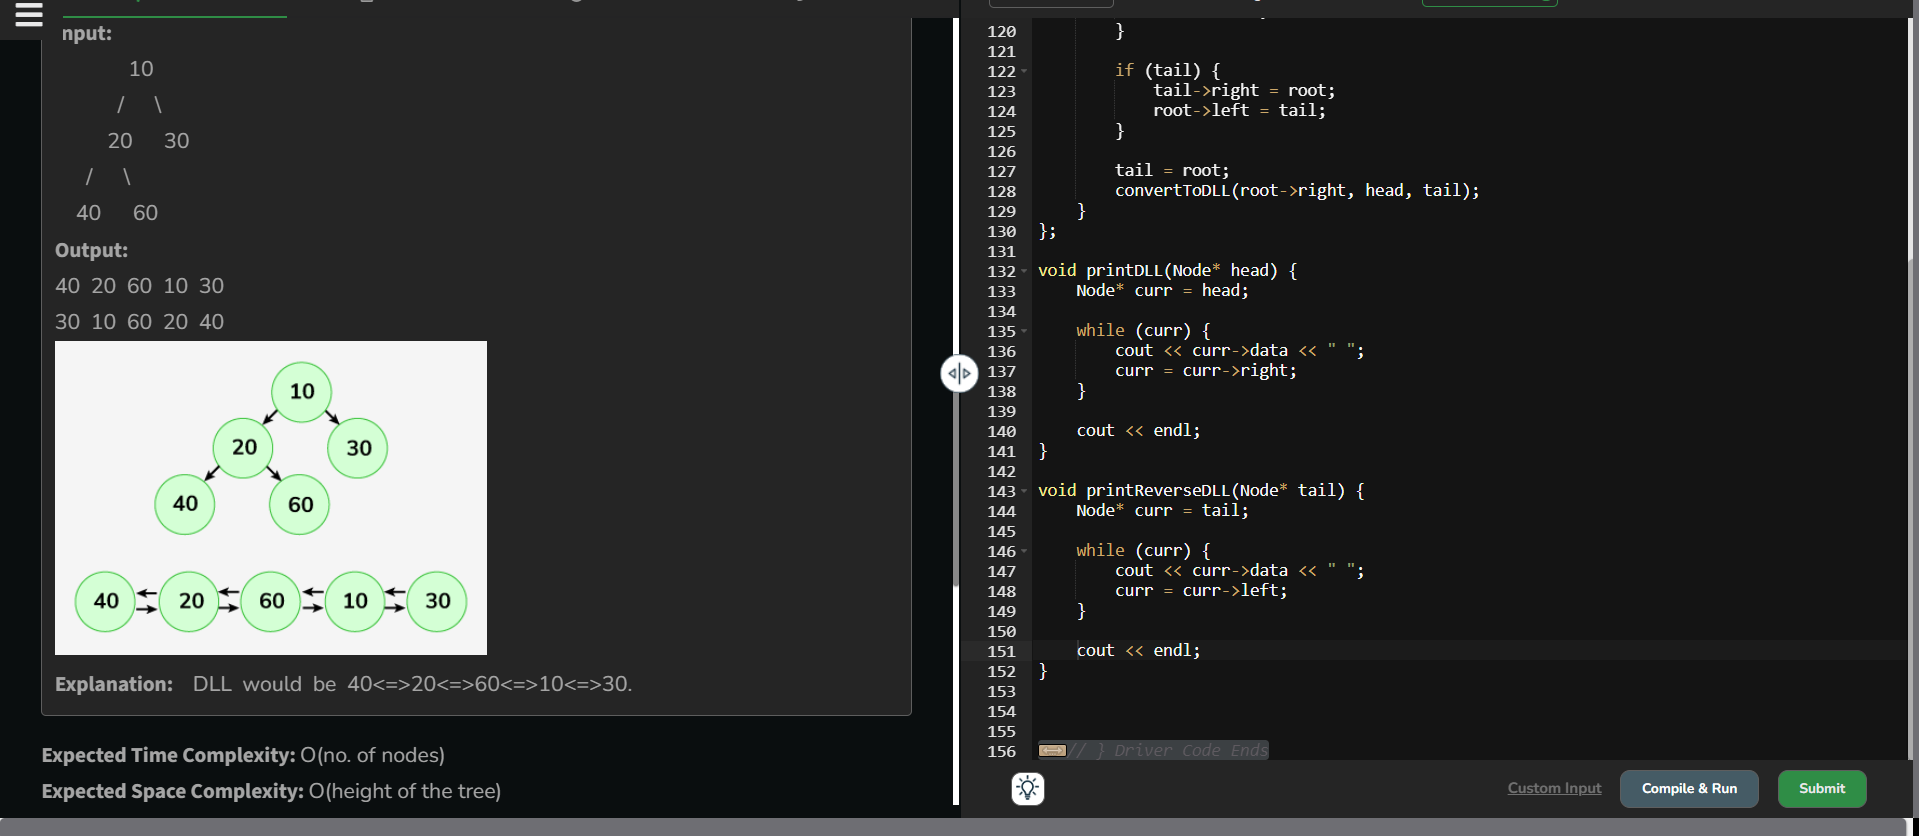 nput:
10
/ \
20 30
/ \
40 60
Output:
40 20 60 10 30
30 10 60 20 40
10
20 30
40 60
40 20 60 10 30
Explanation: DLL would be 40<=>20<=>60<=>10<=>30.
Expected Time Complexity: O(no. of nodes)
Expected Space Complexity: O(height of the tree)
120 }
121
122 if (tail) {
123 tail->right = root;
124 root->left = tail;
125 }
126
127 tail = root;
128 convertToDLL(root->right, head, tail);
129 }
130 };
131
132 void printDLL(Node* head) {
133 Node* curr = head;
134
135 while (curr) {
136 cout << curr->data << " ";
137 curr = curr->right;
138 }
139
140 cout << endl;
141 }
142
143 void printReverseDLL(Node* tail) {
144 Node* curr = tail;
145
146 while (curr) {
147 cout << curr->data << " ";
148 curr = curr->left;
149 }
150
151 cout << endl;
152 }
153
154
155
156 // } Driver Code Ends
Custom Input
Compile & Run
Submit